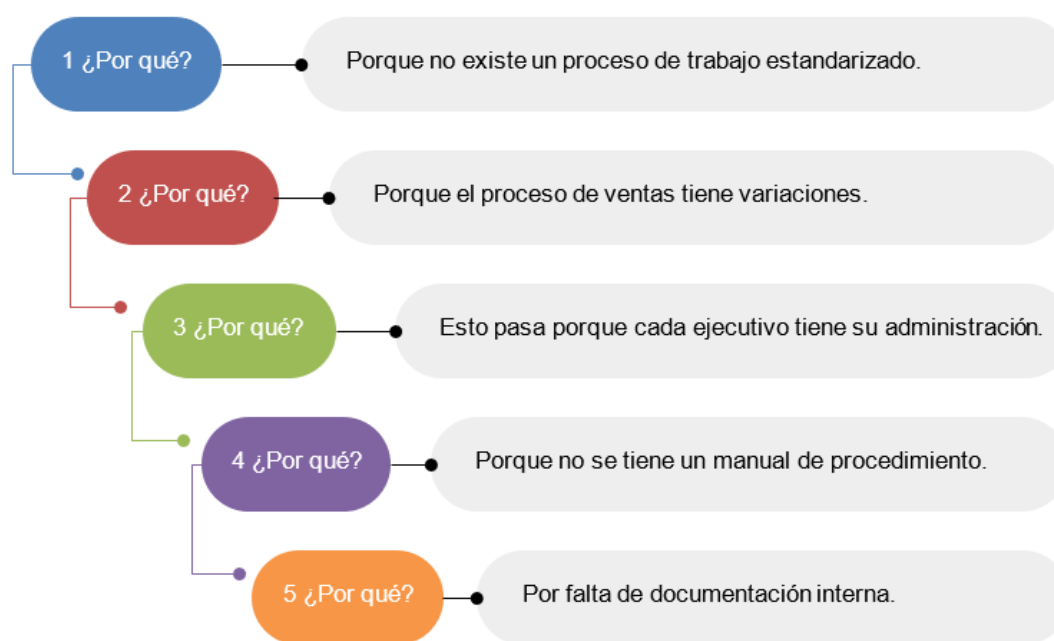 1 ¿Por qué?
Porque no existe un proceso de trabajo estandarizado.
2 ¿Por qué?
Porque el proceso de ventas tiene variaciones.
3 ¿Por qué?
Esto pasa porque cada ejecutivo tiene su administración.
4 ¿Por qué?
Porque no se tiene un manual de procedimiento.
5 ¿Por qué?
Por falta de documentación interna.